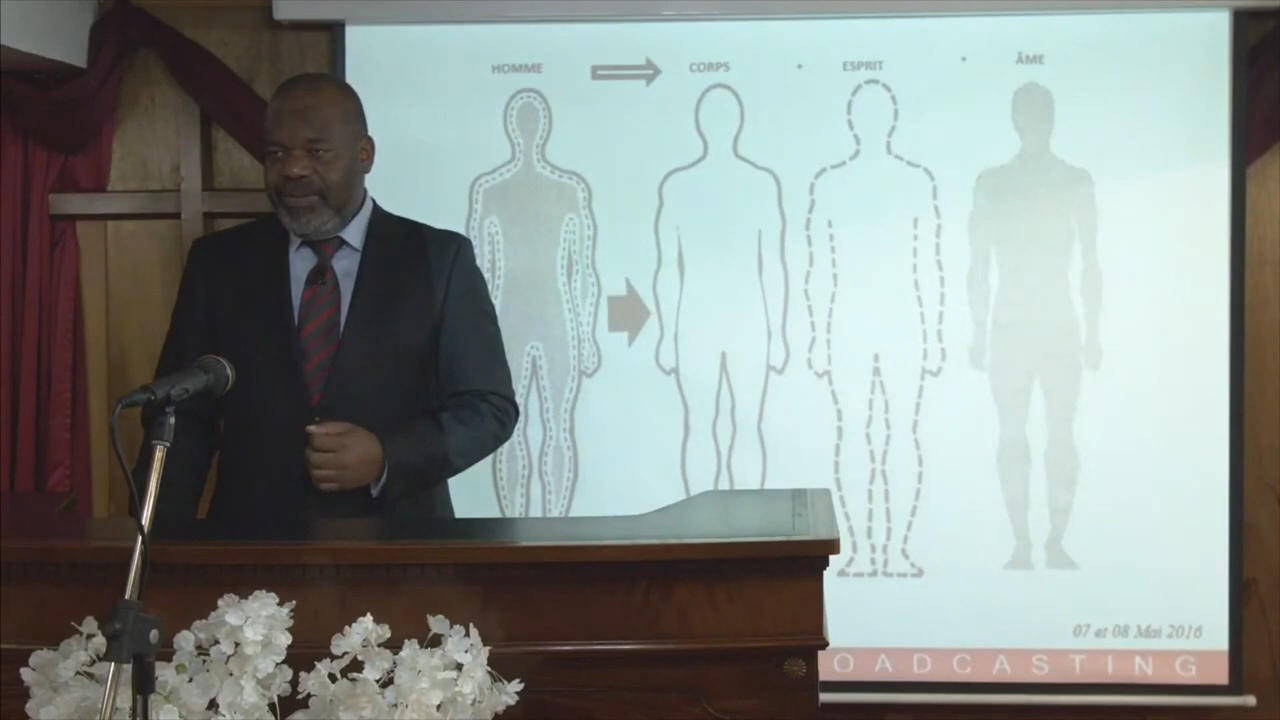 HOMME CORPS • ESPRIT • ÂME
07 et 08 Mai 2016
OADCASTING